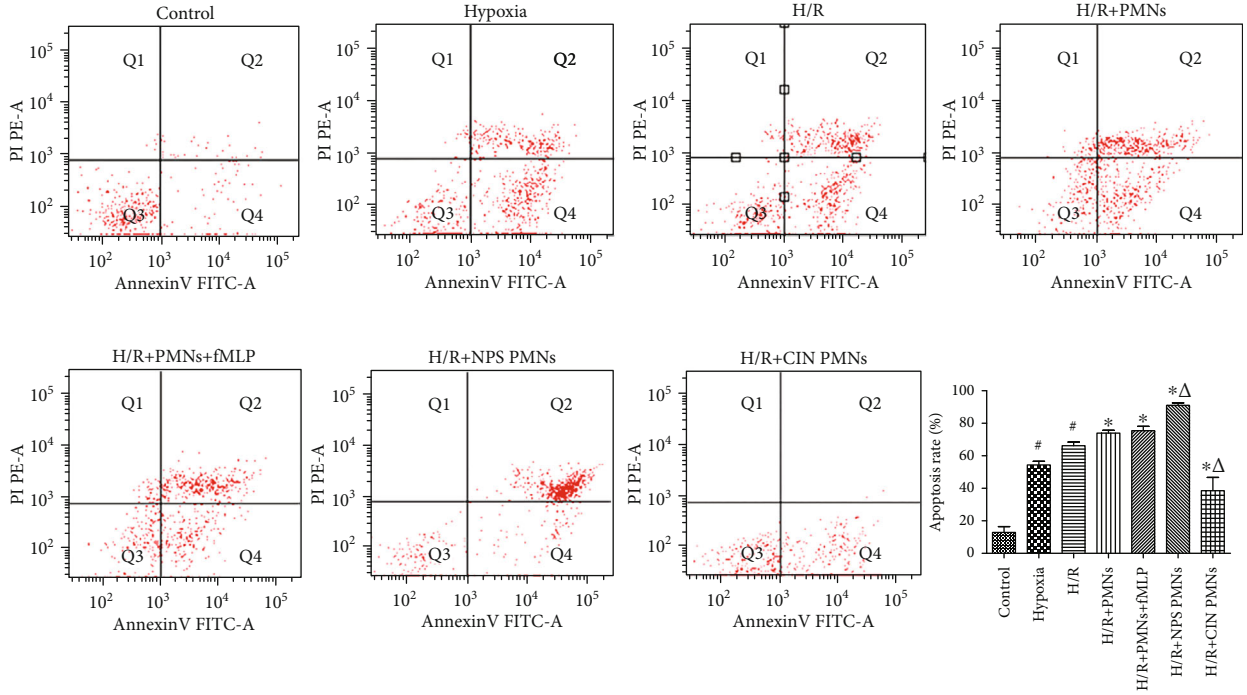 Control
Q1
Q2
Q3
Q4
10⁵
10⁴
10³
10²
PI PE-A
10² 10³ 10⁴ 10⁵
AnnexinV FITC-A
Hypoxia
Q1
Q2
Q3
Q4
10⁵
10⁴
10³
10²
PI PE-A
10² 10³ 10⁴ 10⁵
AnnexinV FITC-A
H/R
Q1
Q2
Q3
Q4
10⁵
10⁴
10³
10²
PI PE-A
10² 10³ 10⁴ 10⁵
AnnexinV FITC-A
H/R+PMNs
Q1
Q2
Q3
Q4
10⁵
10⁴
10³
10²
PI PE-A
10² 10³ 10⁴ 10⁵
AnnexinV FITC-A
H/R+PMNs+fMLP
Q1
Q2
Q3
Q4
10⁵
10⁴
10³
10²
PI PE-A
10² 10³ 10⁴ 10⁵
AnnexinV FITC-A
H/R+NPS PMNs
Q1
Q2
Q3
Q4
10⁵
10⁴
10³
10²
PI PE-A
10² 10³ 10⁴ 10⁵
AnnexinV FITC-A
H/R+CIN PMNs
Q1
Q2
Q3
Q4
10⁵
10⁴
10³
10²
PI PE-A
10² 10³ 10⁴ 10⁵
AnnexinV FITC-A
100
80
60
40
20
0
Apoptosis rate (%)
#
#
*
*
*Δ
*Δ
Control
Hypoxia
H/R
H/R+PMNs
H/R+PMNs+fMLP
H/R+NPS PMNs
H/R+CIN PMNs